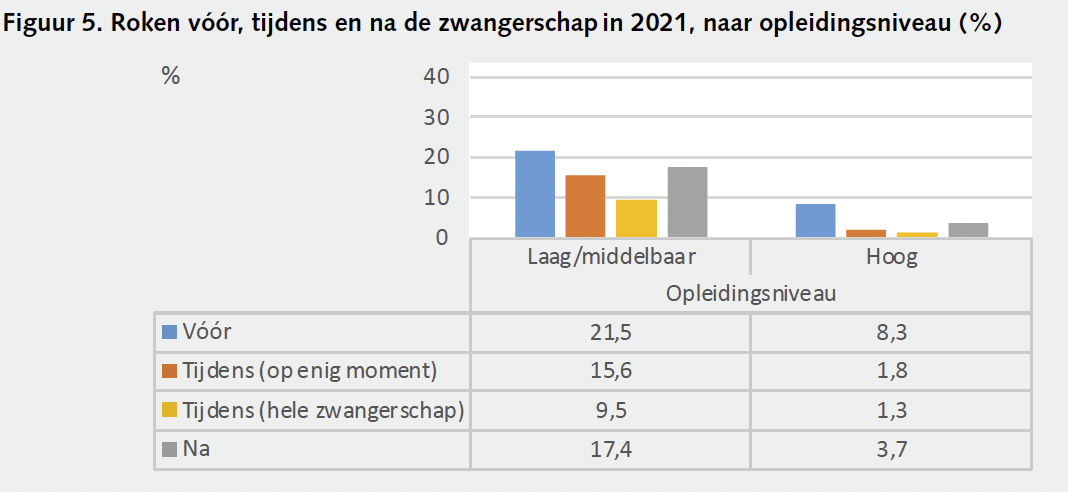 Figuur 5. Roken vóór, tijdens en na de zwangerschap in 2021, naar opleidingsniveau (%)
%
40
30
20
10
0
Laag/middelbaar Hoog
Opleidingsniveau
Vóór 21,5 8,3
Tijdens (op enig moment) 15,6 1,8
Tijdens (hele zwangerschap) 9,5 1,3
Na 17,4 3,7